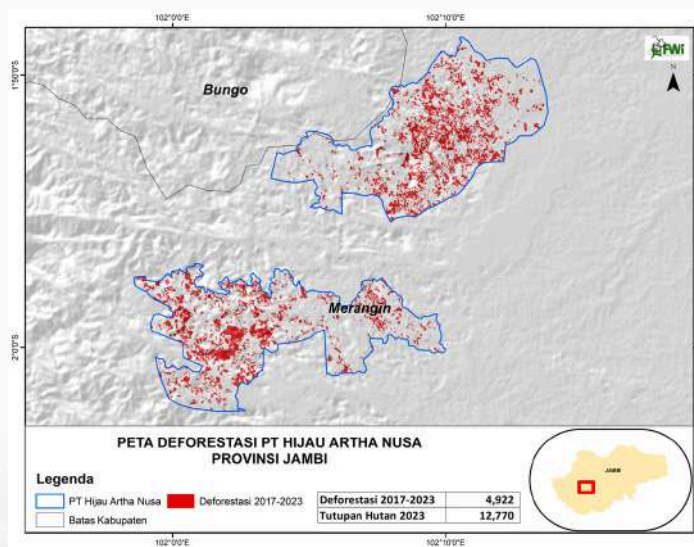 102°0'0"E
102°10'0"E
FWI
N
1°50'0"S
Bungo
Merangin
2°0'0"S
PETA DEFORESTASI PT HIJAU ARTHA NUSA
PROVINSI JAMBI
Legenda
PT Hijau Artha Nusa
Deforestasi 2017-2023
Batas Kabupaten
Deforestasi 2017-2023 4,922
Tutupan Hutan 2023 12,770
JAMBI
102°0'0"E
102°10'0"E